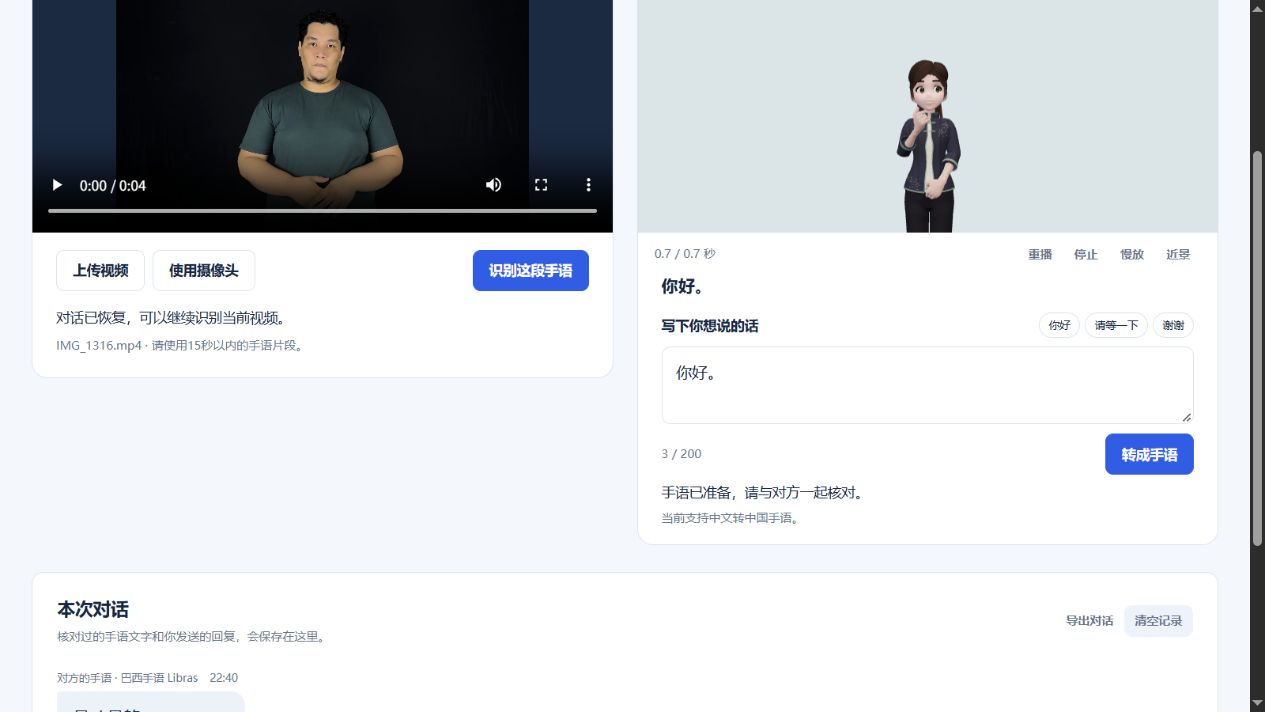 0:00 / 0:04
上传视频
使用摄像头
识别这段手语
对话已恢复，可以继续识别当前视频。
IMG_1316.mp4 · 请使用15秒以内的手语片段。
0.7 / 0.7 秒
重播
停止
慢放
近景
你好。
写下你想说的话
你好
请等一下
谢谢
你好。
3 / 200
转成手语
手语已准备，请与对方一起核对。
当前支持中文转中国手语。
本次对话
核对过的手语文字和你发送的回复，会保存在这里。
导出对话
清空记录
对方的手语 · 巴西手语 Libras 22:40